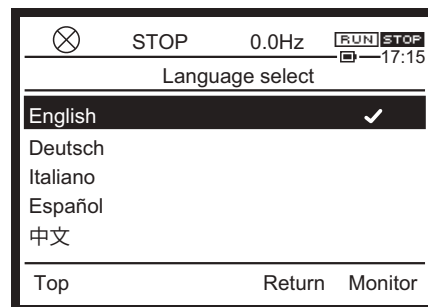 STOP 0.0Hz RUN STOP
17:15
Language select
English
Deutsch
Italiano
Español
中文
Top Return Monitor